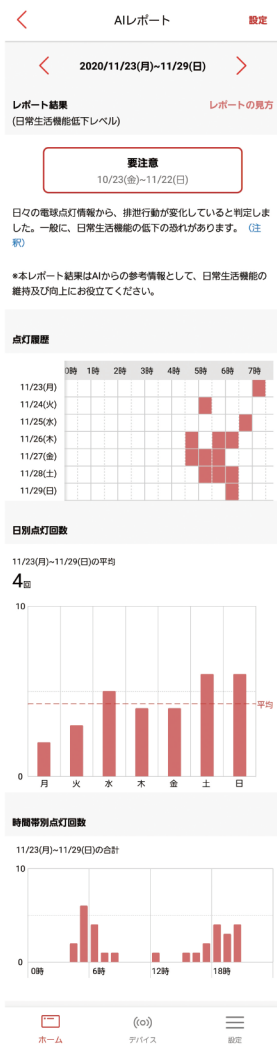 AIレポート 設定
2020/11/23(月)~11/29(日)
レポート結果 レポートの見方
(日常生活機能低下レベル)
要注意
10/23(金)~11/22(日)
日々の電球点灯情報から、排泄行動が変化していると判定しま
した。一般に、日常生活機能の低下の恐れがあります。(注
釈)
*本レポート結果はAIからの参考情報として、日常生活機能の
維持及び向上にお役立てください。
点灯履歴
0時 1時 2時 3時 4時 5時 6時 7時
11/23(月)
11/24(火)
11/25(水)
11/26(木)
11/27(金)
11/28(土)
11/29(日)
日別点灯回数
11/23(月)~11/29(日)の平均
4回
10
平均
0
月 火 水 木 金 土 日
時間帯別点灯回数
11/23(月)~11/29(日)の合計
10
0
0時 6時 12時 18時
ホーム デバイス 設定